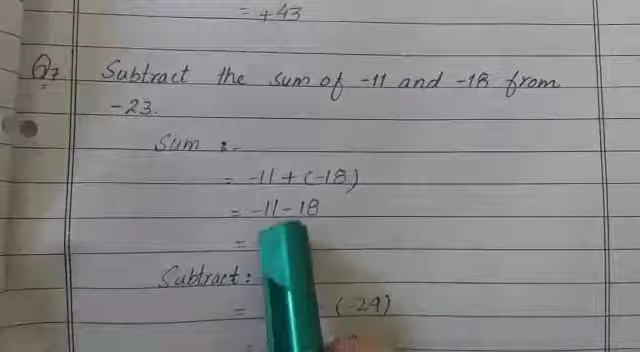 = +43
Q7 Subtract the sum of -11 and -18 from
-23.
Sum :-
= -11 + (-18)
= -11 - 18
=
Subtract:
= - (-29)
=